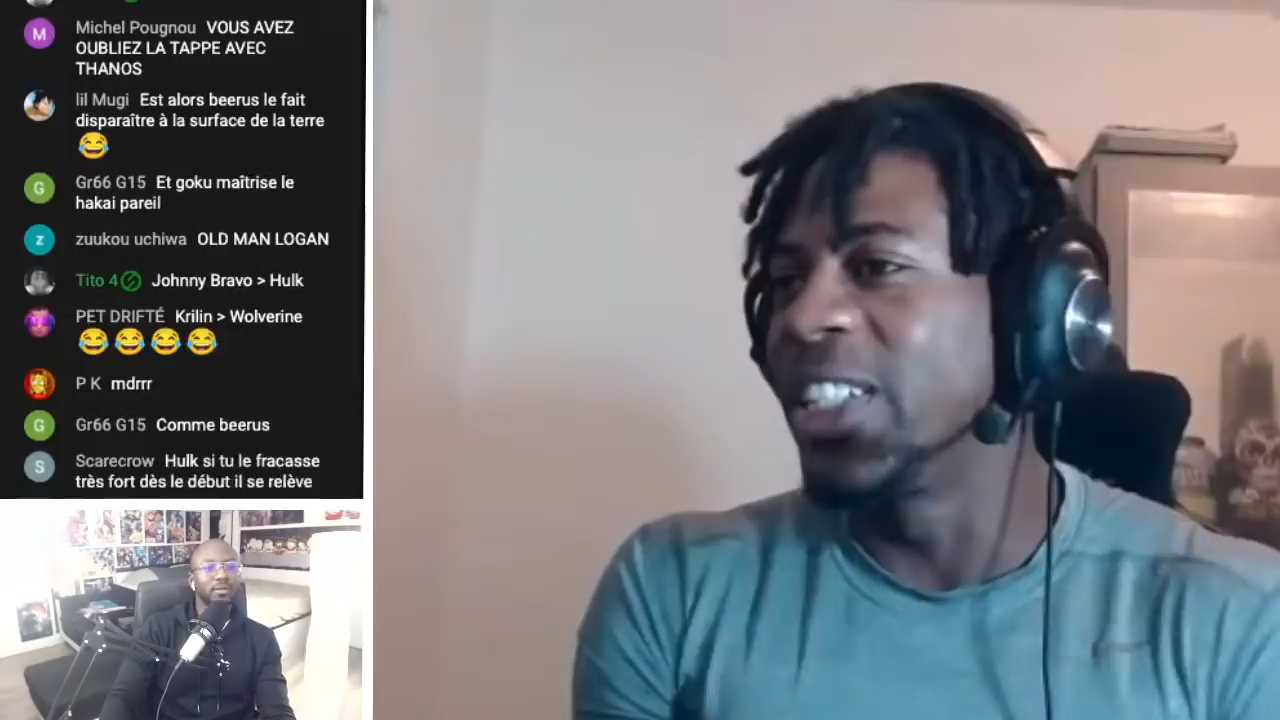 Michel Pougnou VOUS AVEZ
OUBLIEZ LA TAPPE AVEC
THANOS
lil Mugi Est alors beerus le fait
disparaître à la surface de la terre
😂
Gr66 G15 Et goku maîtrise le
hakai pareil
zuukou uchiwa OLD MAN LOGAN
Tito 4 Johnny Bravo > Hulk
PET DRIFTÉ Krilin > Wolverine
😂😂😂😂
P K mdrrr
Gr66 G15 Comme beerus
Scarecrow Hulk si tu le fracasse
très fort dès le début il se relève